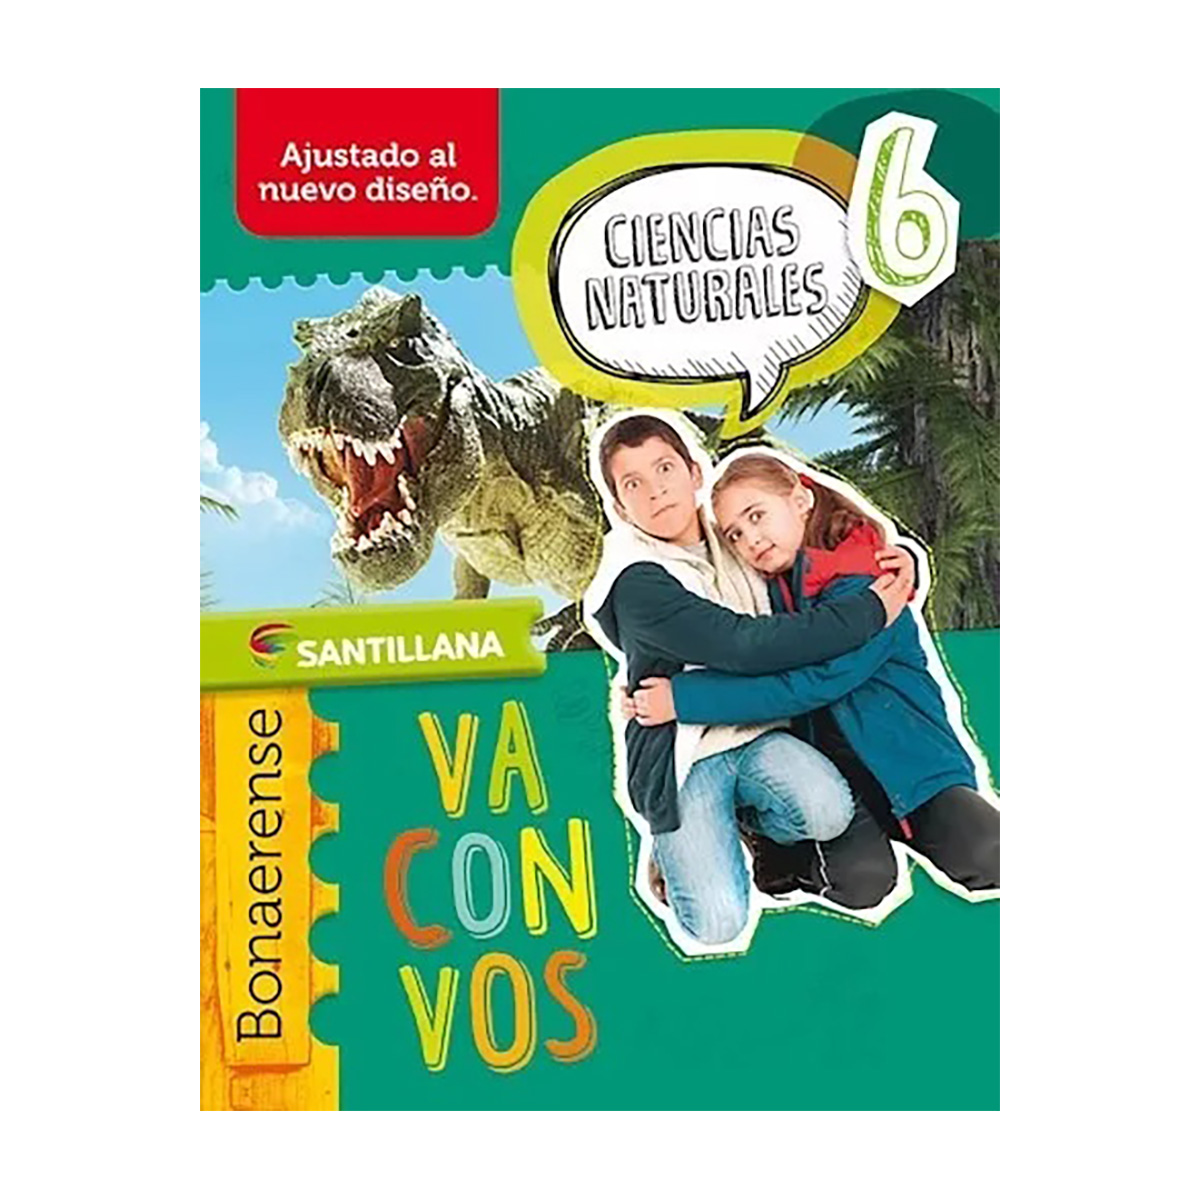 Ajustado al
nuevo diseño.
CIENCIAS
NATURALES
6
SANTILLANA
Bonaerense
VA
CON
VOS